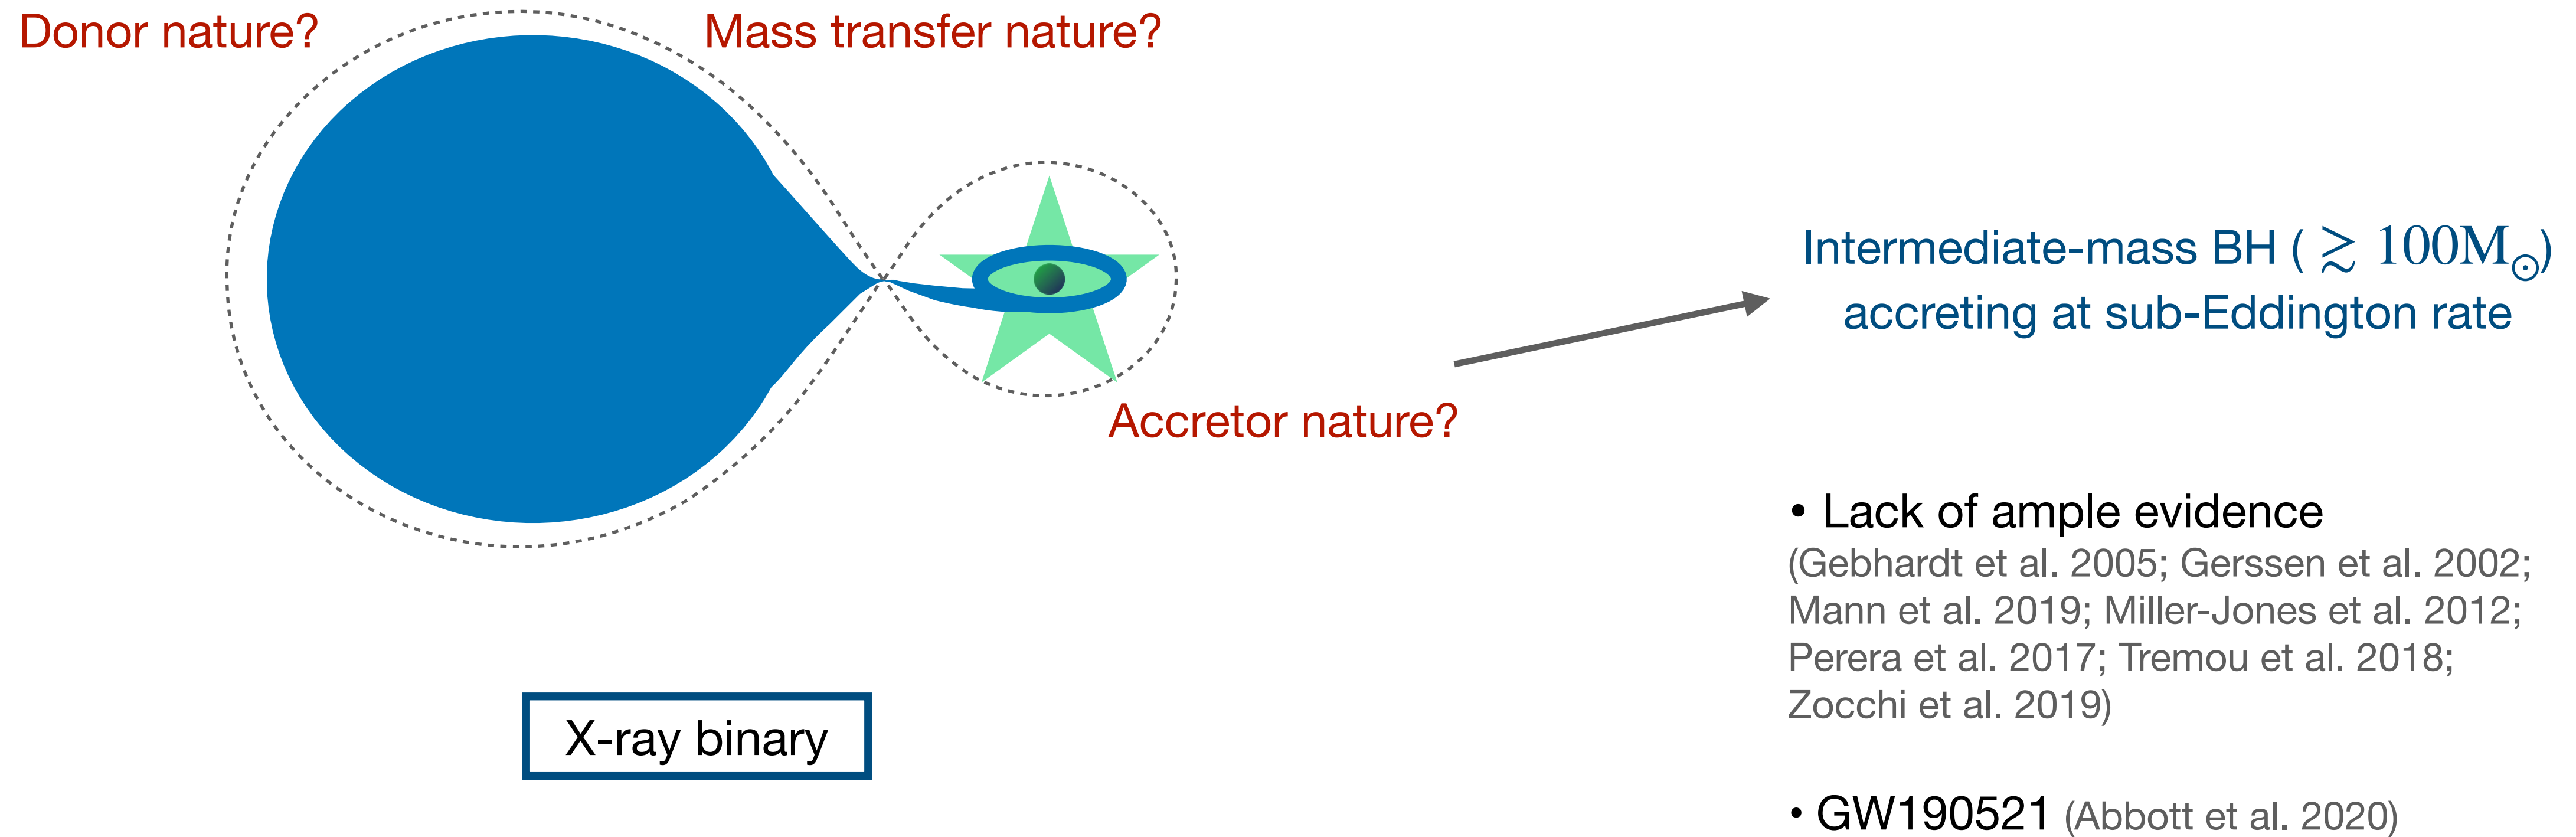 Donor nature?
Mass transfer nature?
Accretor nature?
X-ray binary
Intermediate-mass BH ( ≳ 100M⊙)
accreting at sub-Eddington rate
• Lack of ample evidence
(Gebhardt et al. 2005; Gerssen et al. 2002;
Mann et al. 2019; Miller-Jones et al. 2012;
Perera et al. 2017; Tremou et al. 2018;
Zocchi et al. 2019)
• GW190521 (Abbott et al. 2020)